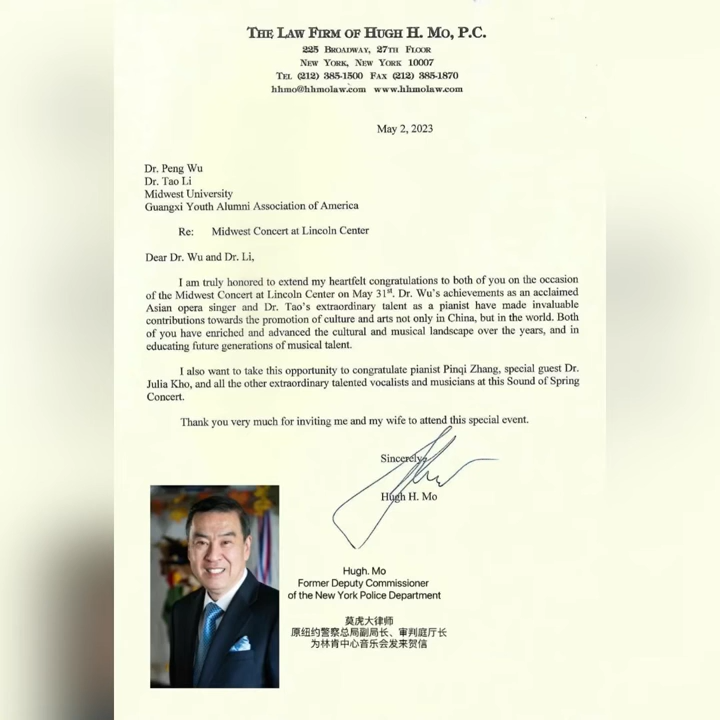 THE LAW FIRM OF HUGH H. MO, P.C.
225 BROADWAY, 27TH FLOOR
NEW YORK, NEW YORK 10007
TEL (212) 385-1500 FAX (212) 385-1870
hhmo@hhmolaw.com www.hhmolaw.com
May 2, 2023
Dr. Peng Wu
Dr. Tao Li
Midwest University
Guangxi Youth Alumni Association of America
Re: Midwest Concert at Lincoln Center
Dear Dr. Wu and Dr. Li,
I am truly honored to extend my heartfelt congratulations to both of you on the occasion
of the Midwest Concert at Lincoln Center on May 31st. Dr. Wu's achievements as an acclaimed
Asian opera singer and Dr. Tao's extraordinary talent as a pianist have made invaluable
contributions towards the promotion of culture and arts not only in China, but in the world. Both
of you have enriched and advanced the cultural and musical landscape over the years, and in
educating future generations of musical talent.
I also want to take this opportunity to congratulate pianist Pinqi Zhang, special guest Dr.
Julia Kho, and all the other extraordinary talented vocalists and musicians at this Sound of Spring
Concert.
Thank you very much for inviting me and my wife to attend this special event.
Sincerely,
Hugh H. Mo
Hugh. Mo
Former Deputy Commissioner
of the New York Police Department
莫虎大律师
原纽约警察总局副局长、审判庭厅长
为林肯中心音乐会发来贺信